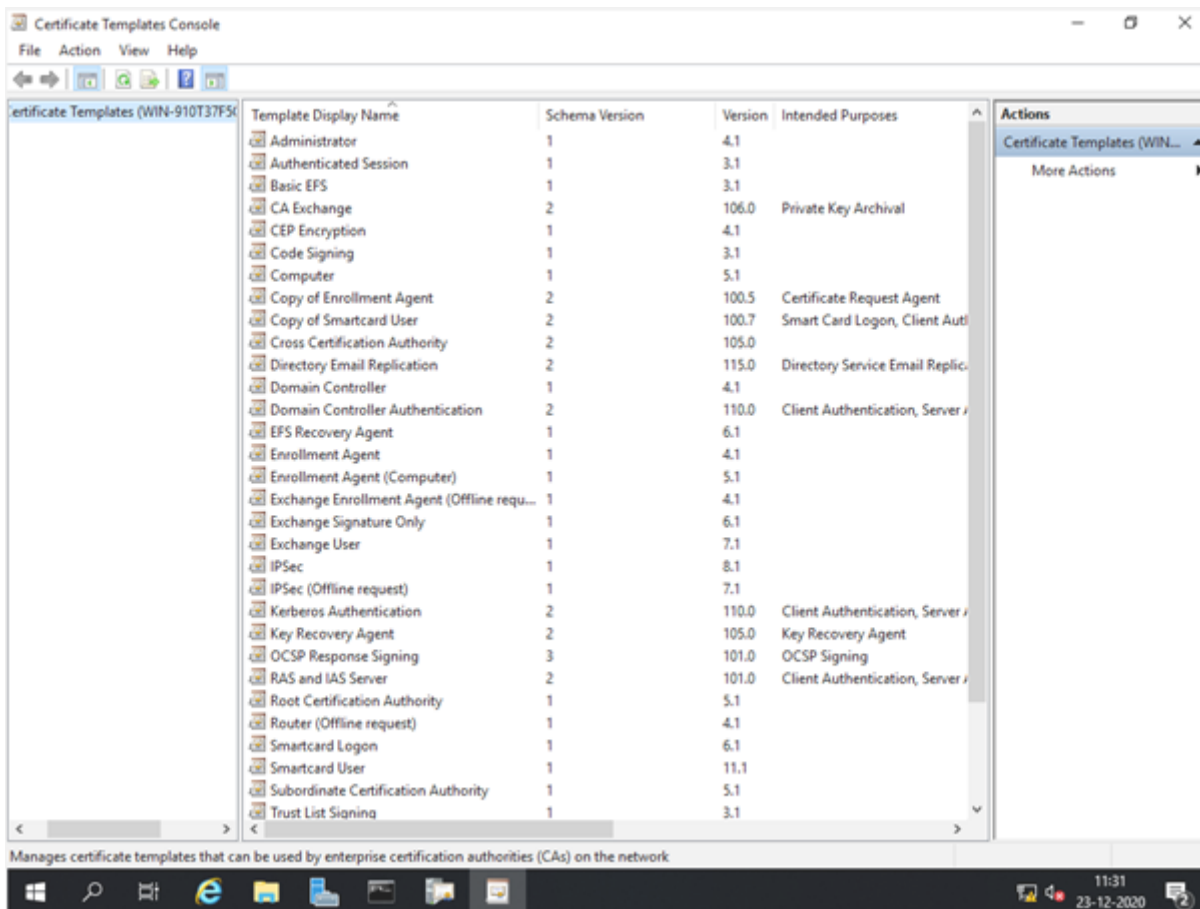 Certificate Templates Console
File Action View Help
Certificate Templates (WIN-910T37F5
Template Display Name Schema Version Version Intended Purposes
Administrator 1 4.1
Authenticated Session 1 3.1
Basic EFS 1 3.1
CA Exchange 2 106.0 Private Key Archival
CEP Encryption 1 4.1
Code Signing 1 3.1
Computer 1 5.1
Copy of Enrollment Agent 2 100.5 Certificate Request Agent
Copy of Smartcard User 2 100.7 Smart Card Logon, Client Aut
Cross Certification Authority 2 105.0
Directory Email Replication 2 115.0 Directory Service Email Replic
Domain Controller 1 4.1
Domain Controller Authentication 2 110.0 Client Authentication, Server
EFS Recovery Agent 1 6.1
Enrollment Agent 1 4.1
Enrollment Agent (Computer) 1 5.1
Exchange Enrollment Agent (Offline requ... 1 4.1
Exchange Signature Only 1 6.1
Exchange User 1 7.1
IPSec 1 8.1
IPSec (Offline request) 1 7.1
Kerberos Authentication 2 110.0 Client Authentication, Server
Key Recovery Agent 2 105.0 Key Recovery Agent
OCSP Response Signing 3 101.0 OCSP Signing
RAS and IAS Server 2 101.0 Client Authentication, Server
Root Certification Authority 1 5.1
Router (Offline request) 1 4.1
Smartcard Logon 1 6.1
Smartcard User 1 11.1
Subordinate Certification Authority 1 5.1
Trust List Signing 1 3.1
Actions
Certificate Templates (WIN...
More Actions
Manages certificate templates that can be used by enterprise certification authorities (CAs) on the network
11:31
23-12-2020
2